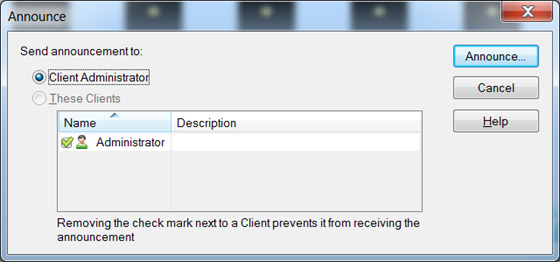 Announce
Send announcement to:
Client Administrator
These Clients
Name Description
Administrator
Removing the check mark next to a Client prevents it from receiving the
announcement
Announce...
Cancel
Help